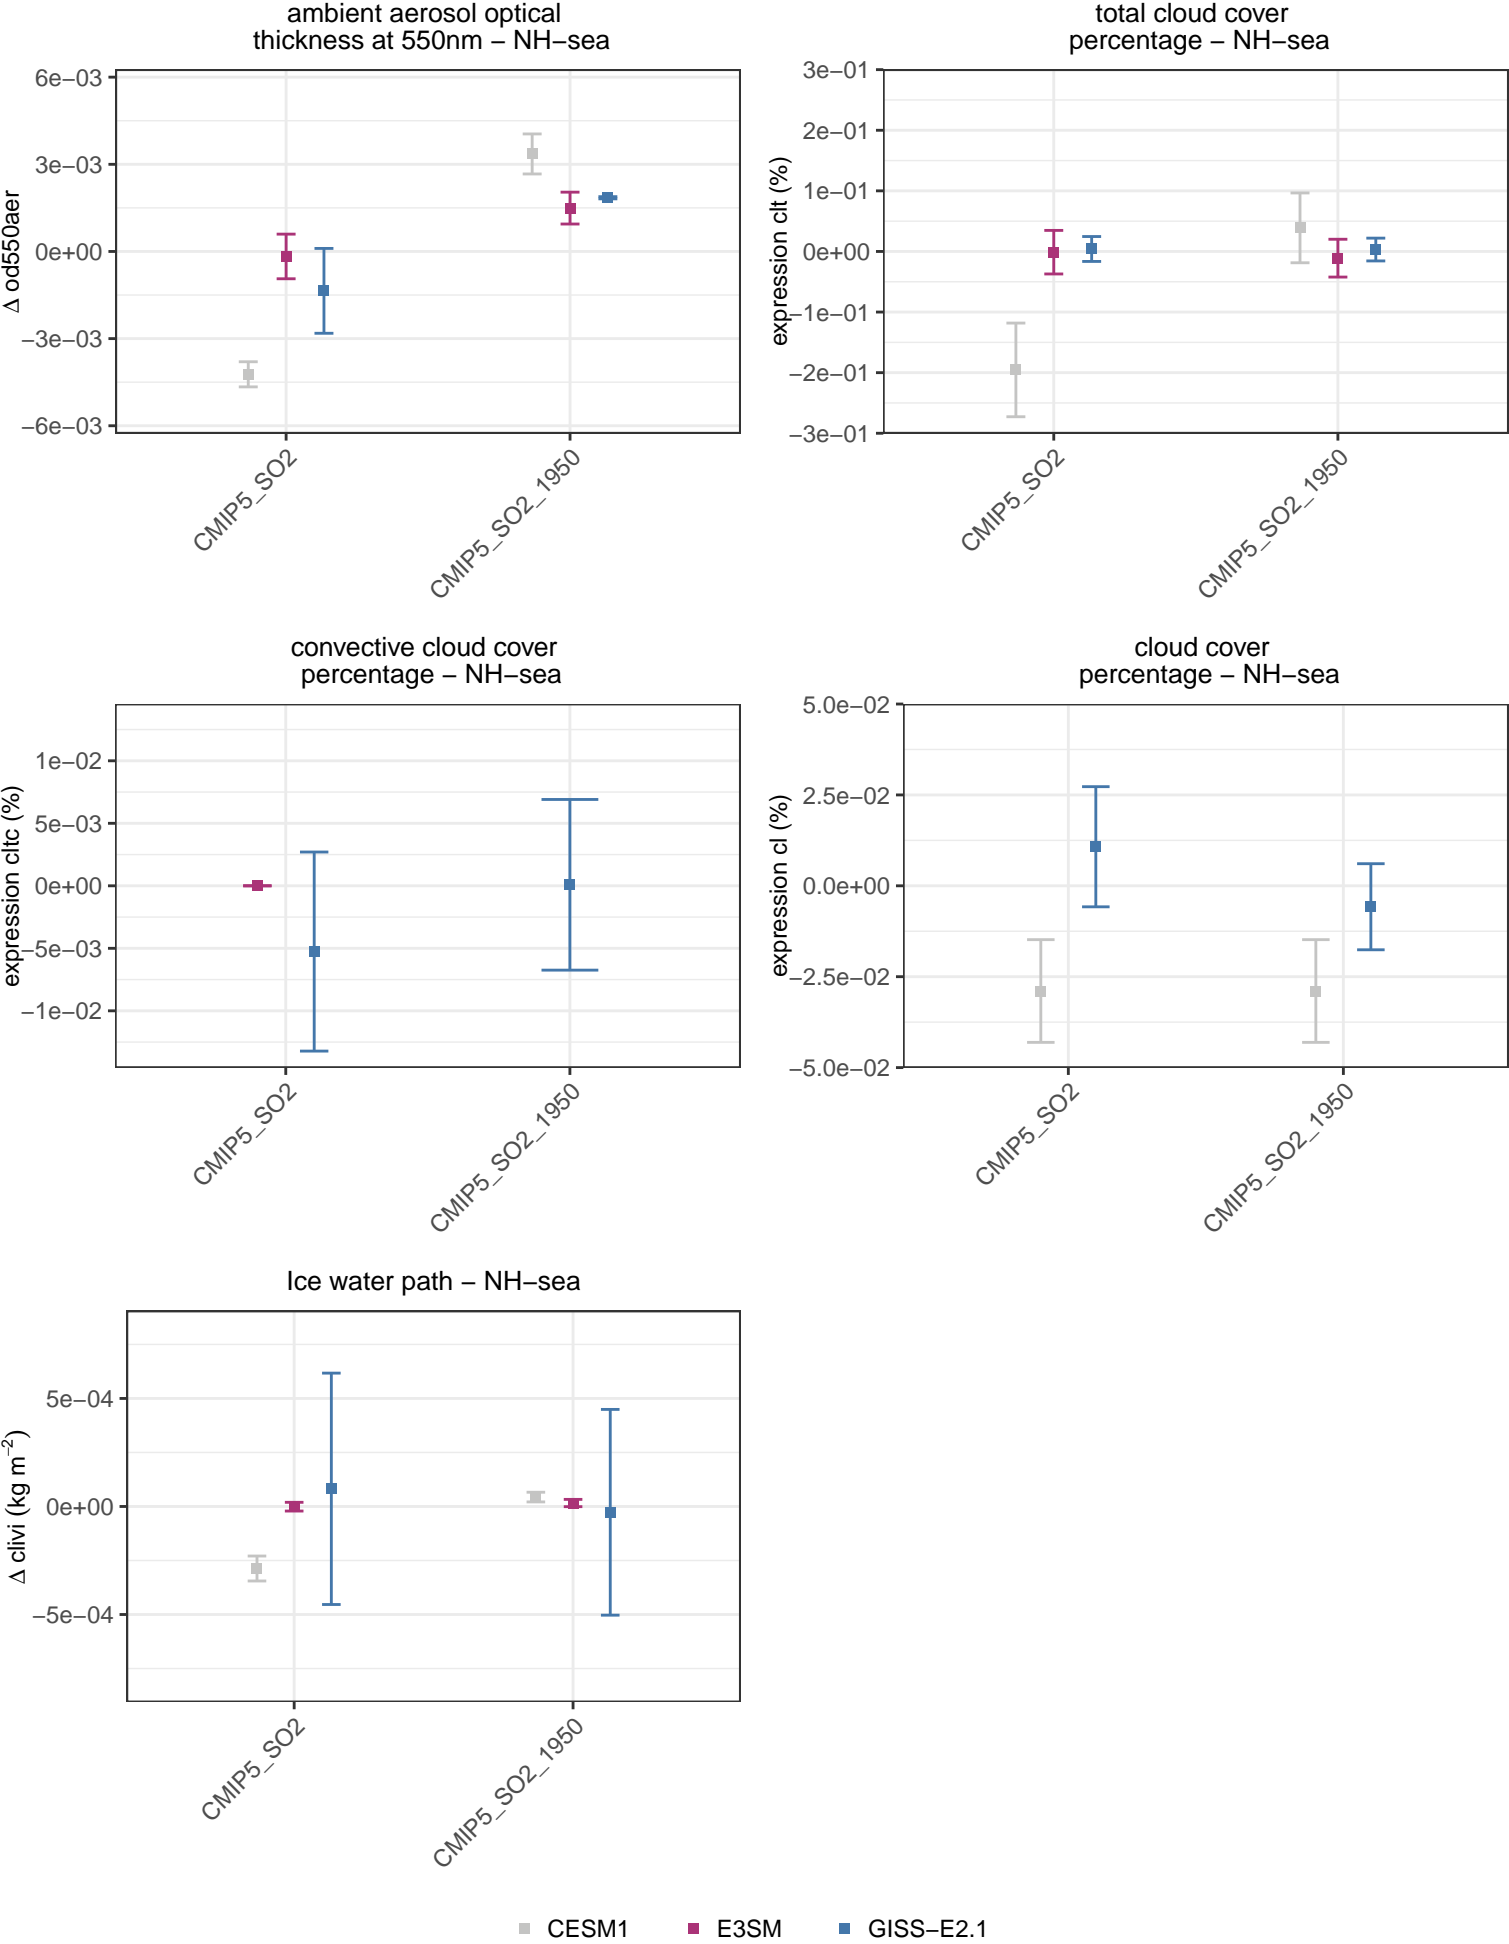 ambient aerosol optical
thickness at 550nm − NH−sea
Δ od550aer
6e−03
3e−03
0e+00
−3e−03
−6e−03
CMIP5_SO2
CMIP5_SO2_1950
total cloud cover
percentage − NH−sea
expression clt (%)
3e−01
2e−01
1e−01
0e+00
−1e−01
−2e−01
−3e−01
CMIP5_SO2
CMIP5_SO2_1950
convective cloud cover
percentage − NH−sea
expression cltc (%)
1e−02
5e−03
0e+00
−5e−03
−1e−02
CMIP5_SO2
CMIP5_SO2_1950
cloud cover
percentage − NH−sea
expression cl (%)
5.0e−02
2.5e−02
0.0e+00
−2.5e−02
−5.0e−02
CMIP5_SO2
CMIP5_SO2_1950
Ice water path − NH−sea
Δ clivi (kg m⁻²)
5e−04
0e+00
−5e−04
CMIP5_SO2
CMIP5_SO2_1950
CESM1 E3SM GISS−E2.1